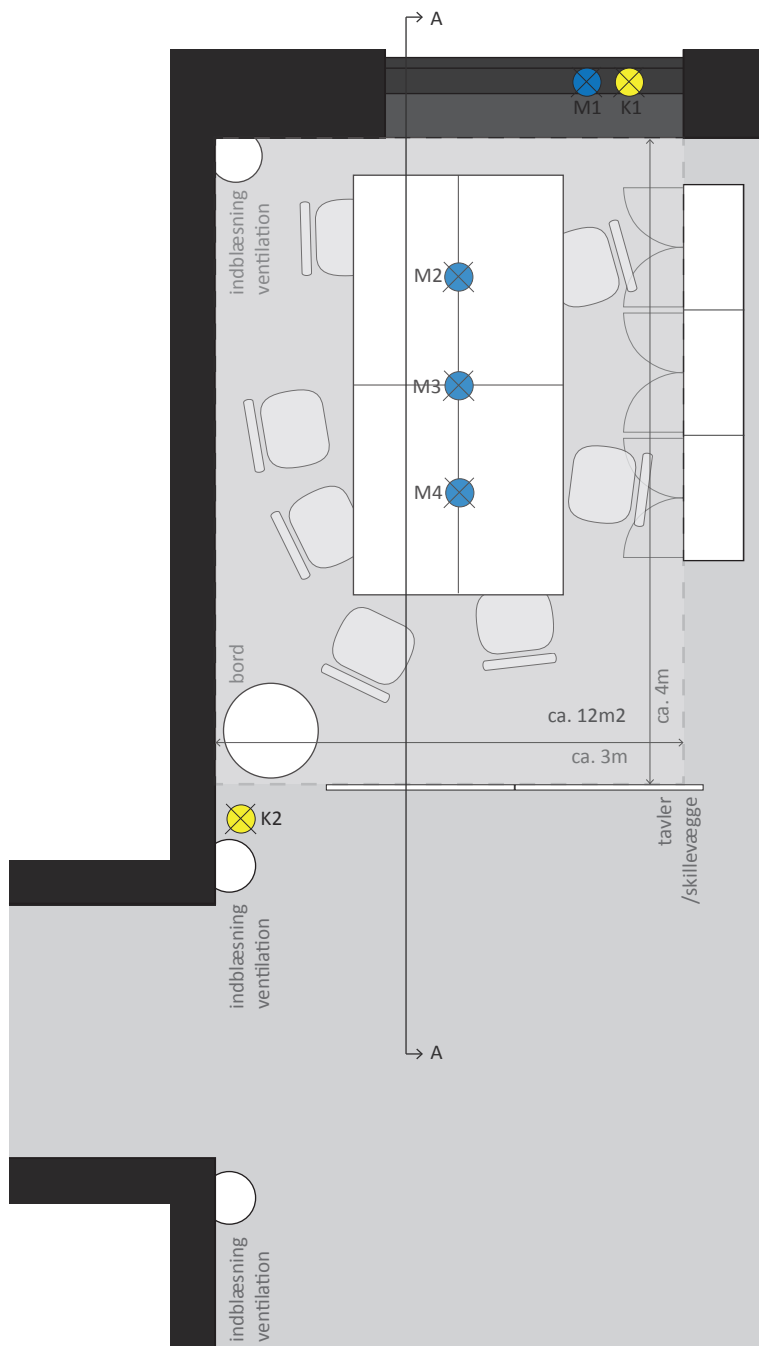 A
M1
K1
indblæsning
ventilation
M2
M3
M4
bord
ca. 4m
ca. 12m2
ca. 3m
tavler
/skillevægge
K2
indblæsning
ventilation
A
indblæsning
ventilation